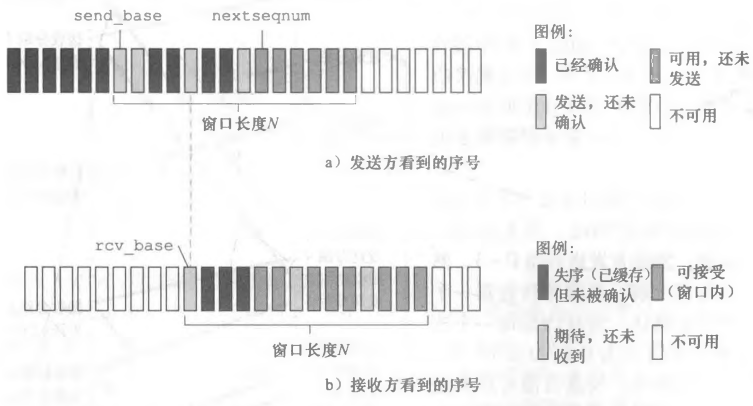 send_base
nextseqnum
图例:
已经确认
可用，还未
发送
发送，还未
确认
不可用
窗口长度N
a）发送方看到的序号
rcv_base
图例:
失序（已缓存）
但未被确认
可接受
（窗口内）
期待，还未
收到
不可用
窗口长度N
b）接收方看到的序号